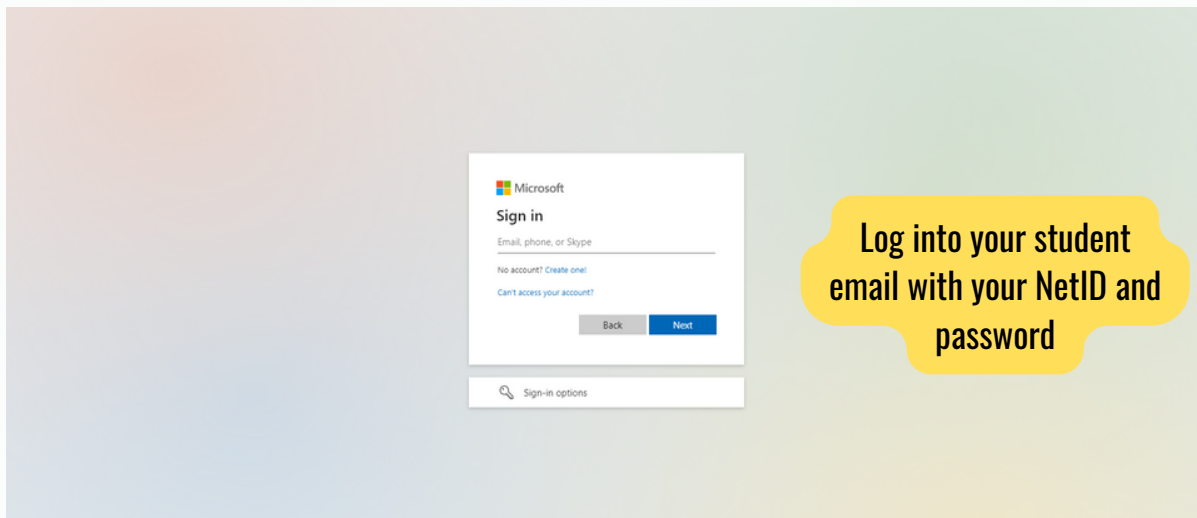 Microsoft
Sign in
Email, phone, or Skype
No account? Create one!
Can't access your account?
Back Next
Sign-in options
Log into your student
email with your NetID and
password